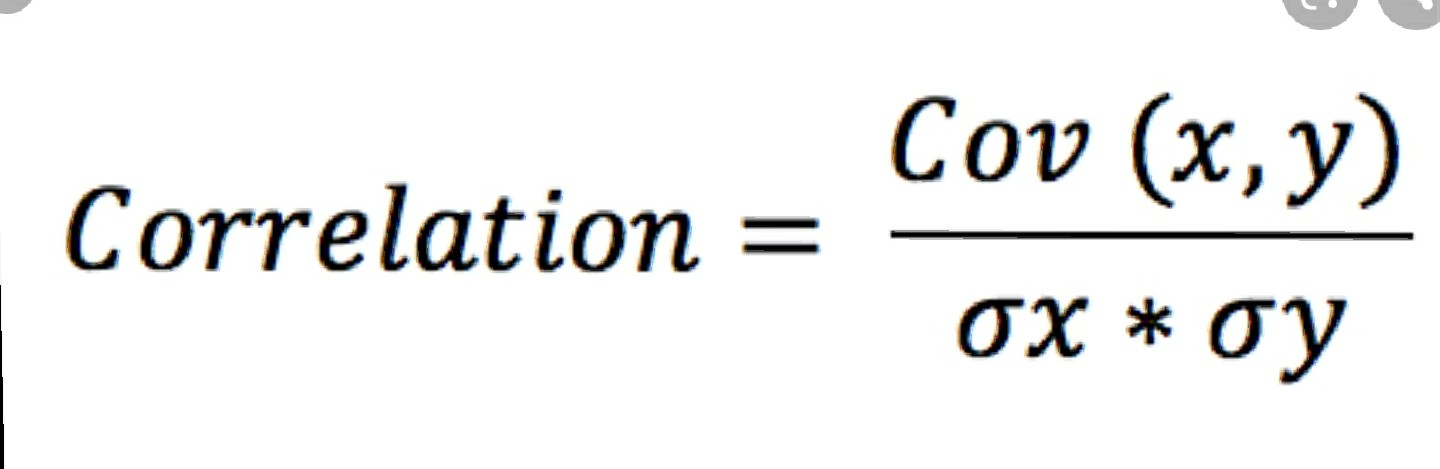 Correlation = Cov (x, y)
σx * σy